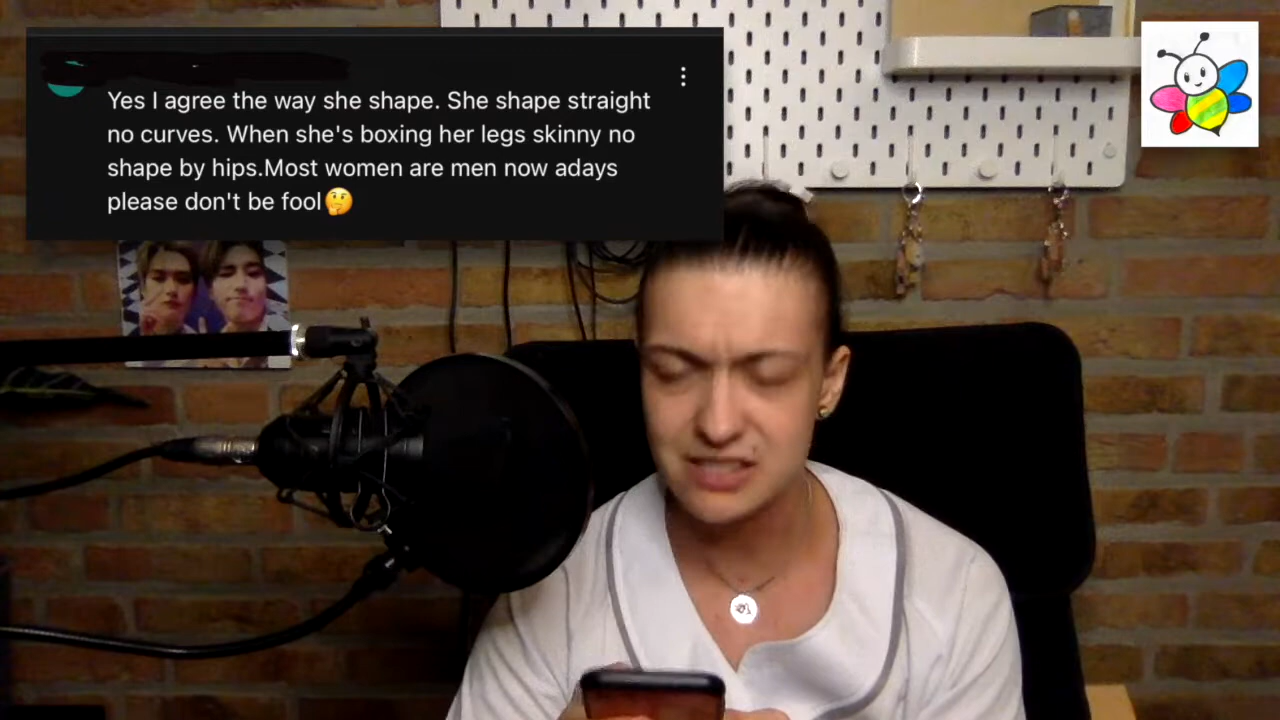 Yes I agree the way she shape. She shape straight
no curves. When she's boxing her legs skinny no
shape by hips.Most women are men now adays
please don't be fool🤔